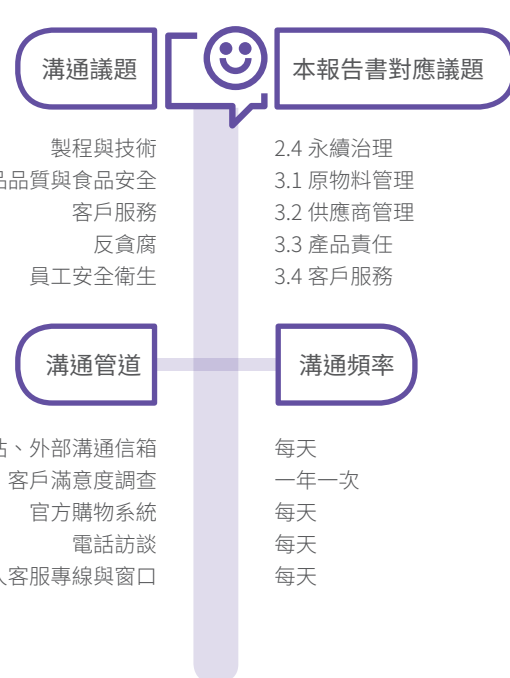 溝通議題
本報告書對應議題
製程與技術
品品質與食品安全
客戶服務
反貪腐
員工安全衛生
2.4 永續治理
3.1 原物料管理
3.2 供應商管理
3.3 產品責任
3.4 客戶服務
溝通管道
溝通頻率
、外部溝通信箱
客戶滿意度調查
官方購物系統
電話訪談
客服專線與窗口
每天
一年一次
每天
每天
每天